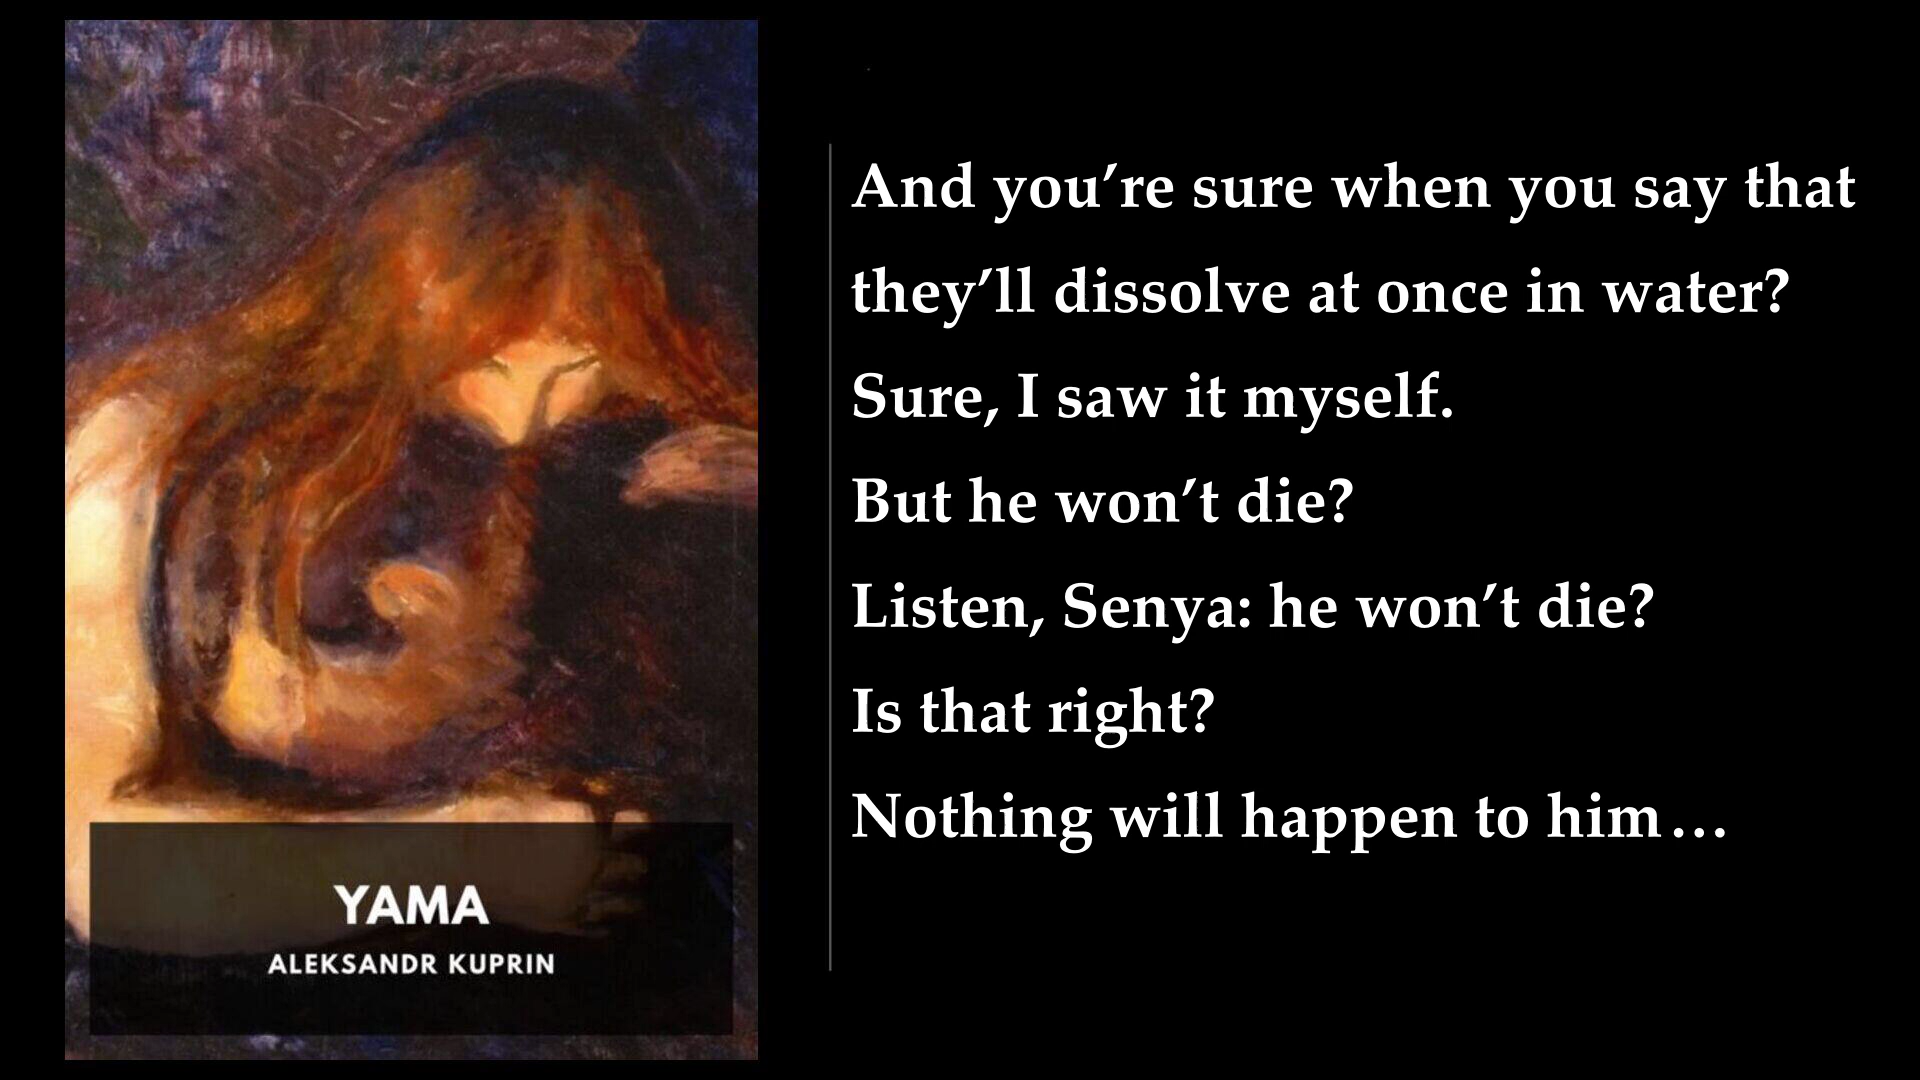 YAMA
ALEKSANDR KUPRIN
And you’re sure when you say that
they’ll dissolve at once in water?
Sure, I saw it myself.
But he won’t die?
Listen, Senya: he won’t die?
Is that right?
Nothing will happen to him…